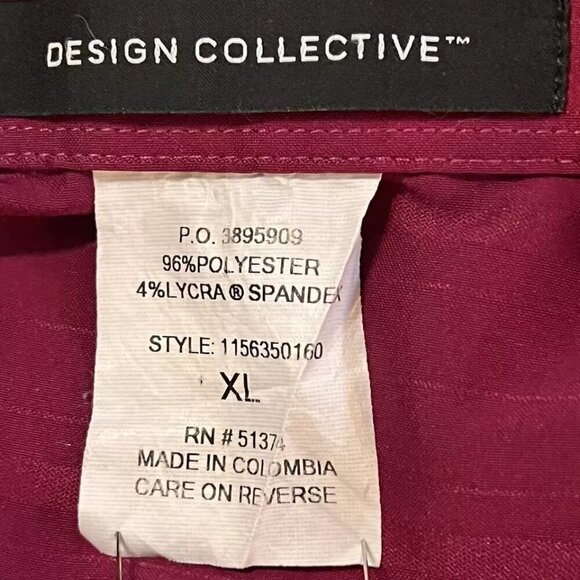 DESIGN COLLECTIVE™
P.O. 3895909
96%POLYESTER
4%LYCRA®SPANDEX
STYLE: 1156350160
XL
RN # 51374
MADE IN COLOMBIA
CARE ON REVERSE